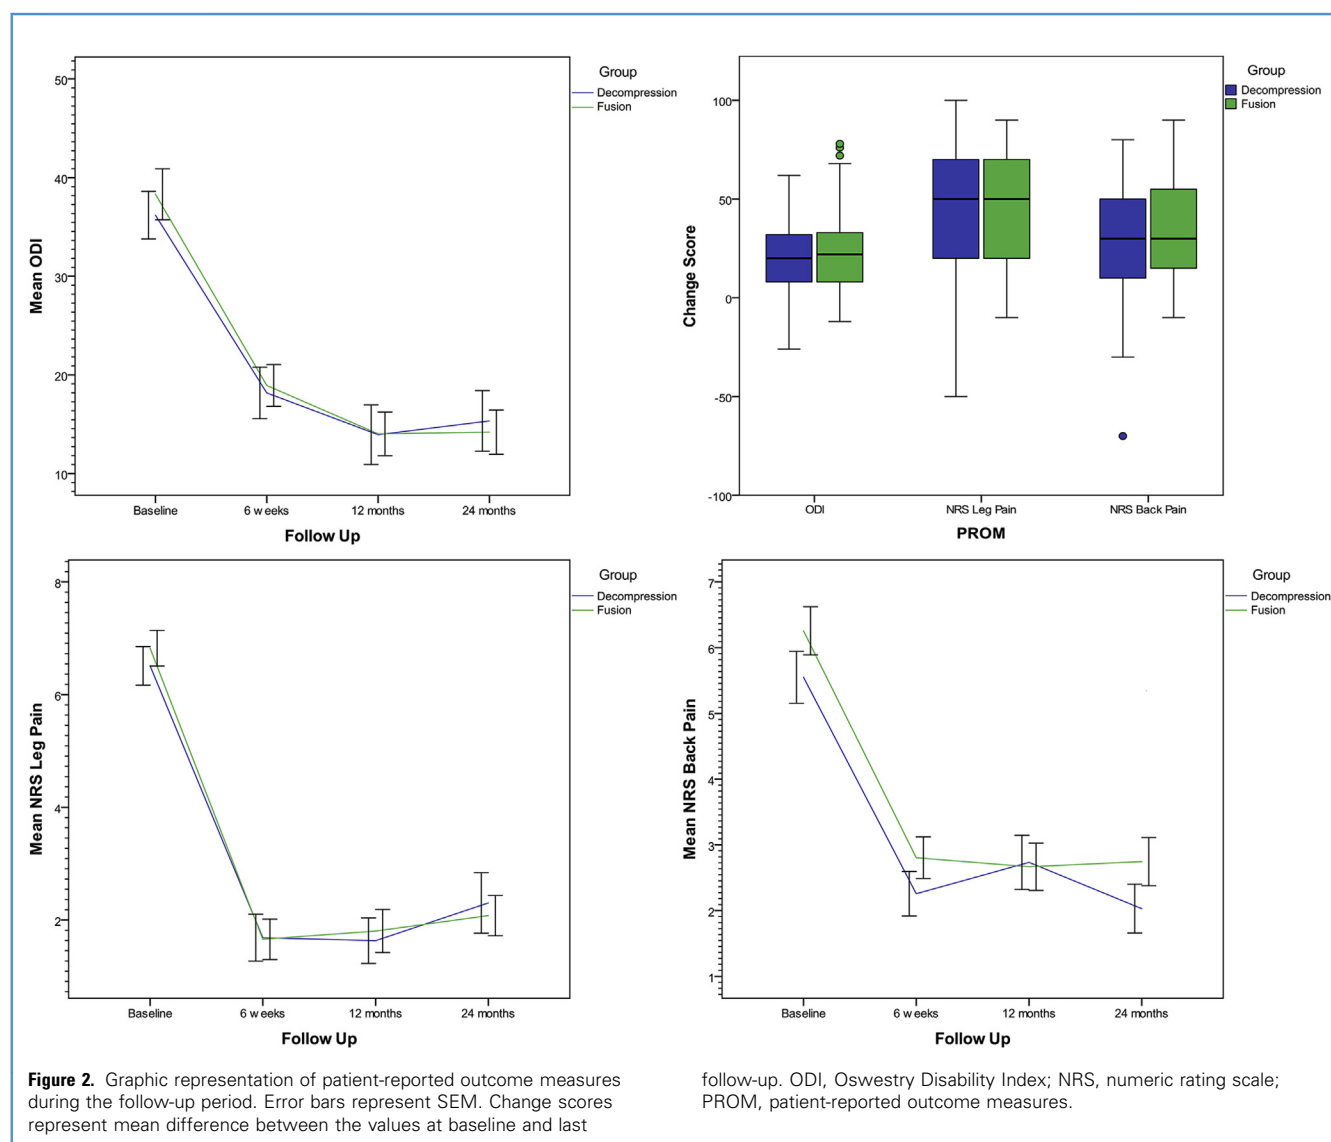 Group
Decompression
Fusion
50
40
30
20
10
Mean ODI
Baseline
6 weeks
12 months
24 months
Follow Up
Group
Decompression
Fusion
100
50
0
-50
-100
Change Score
ODI
NRS Leg Pain
NRS Back Pain
PROM
Group
Decompression
Fusion
8
6
4
2
Mean NRS Leg Pain
Baseline
6 weeks
12 months
24 months
Follow Up
Group
Decompression
Fusion
7
6
5
4
3
2
1
Mean NRS Back Pain
Baseline
6 weeks
12 months
24 months
Follow Up
Figure 2. Graphic representation of patient-reported outcome measures
during the follow-up period. Error bars represent SEM. Change scores
represent mean difference between the values at baseline and last
follow-up. ODI, Oswestry Disability Index; NRS, numeric rating scale;
PROM, patient-reported outcome measures.